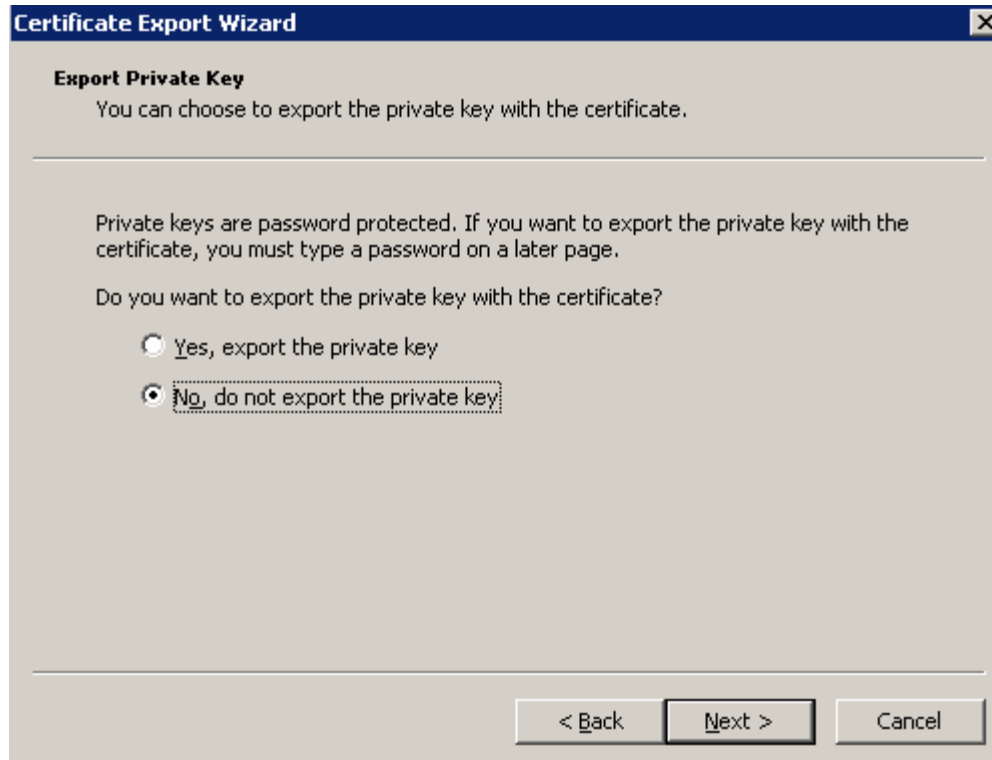 Certificate Export Wizard
Export Private Key
You can choose to export the private key with the certificate.
Private keys are password protected. If you want to export the private key with the
certificate, you must type a password on a later page.
Do you want to export the private key with the certificate?
Yes, export the private key
No, do not export the private key
< Back
Next >
Cancel